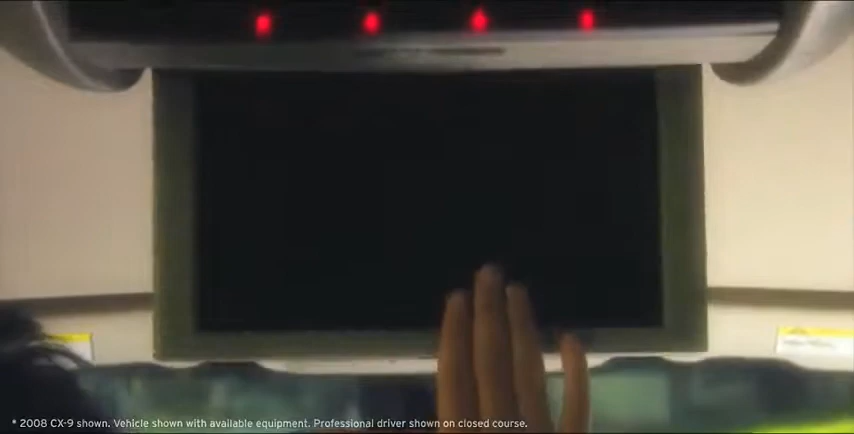 * 2008 CX-9 shown. Vehicle shown with available equipment. Professional driver shown on closed course.